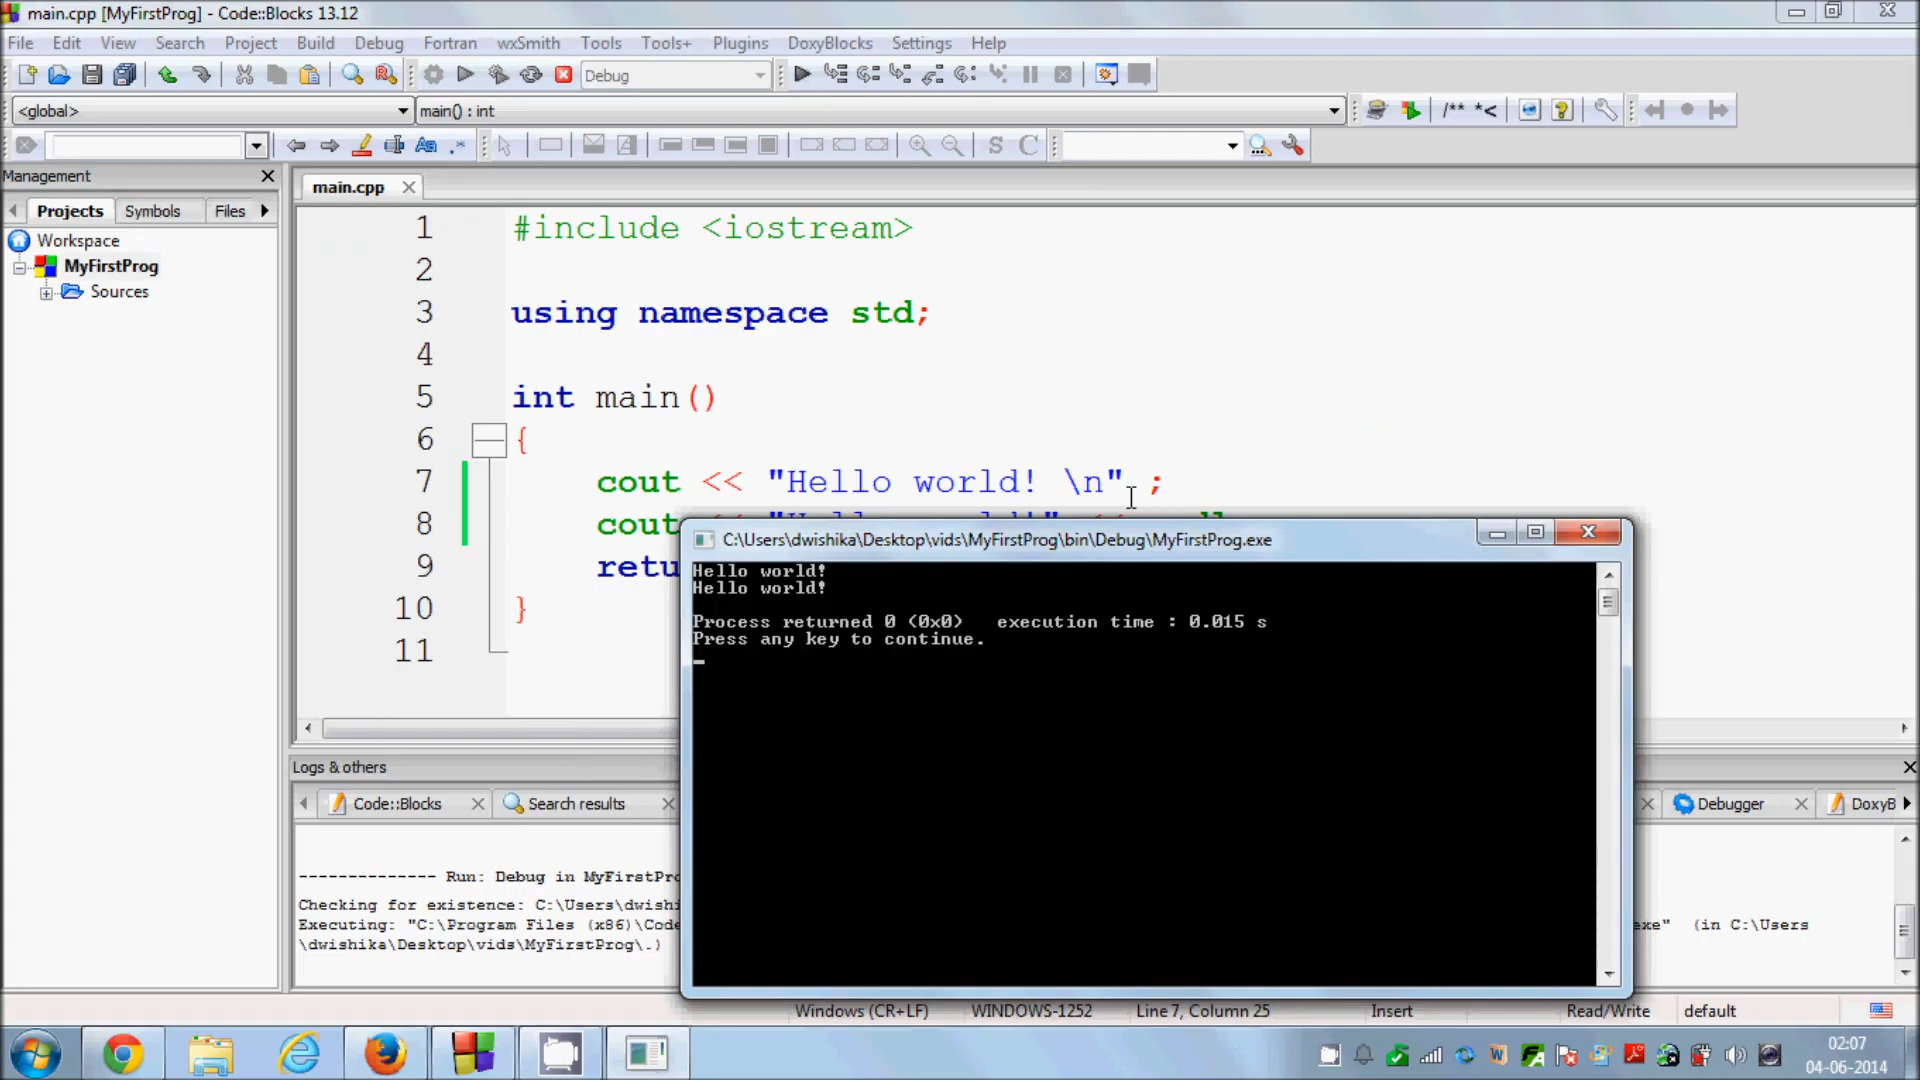 main.cpp [MyFirstProg] - Code::Blocks 13.12
File Edit View Search Project Build Debug Fortran wxSmith Tools Tools+ Plugins DoxyBlocks Settings Help
Debug
<global> main() : int /** *<
S C
Management
main.cpp
Projects Symbols Files
Workspace
MyFirstProg
Sources
1 #include <iostream>
2
3 using namespace std;
4
5 int main()
6 {
7 cout << "Hello world! \n" ;
8 cout
9 retu
10 }
11
C:\Users\dwishika\Desktop\vids\MyFirstProg\bin\Debug\MyFirstProg.exe
Hello world!
Hello world!
Process returned 0 (0x0) execution time : 0.015 s
Press any key to continue.
Logs & others
Code::Blocks Search results Debugger DoxyB
-------------- Run: Debug in MyFirstPro
Checking for existence: C:\Users\dwishi
Executing: "C:\Program Files (x86)\Code xe" (in C:\Users
\dwishika\Desktop\vids\MyFirstProg\.)
Windows (CR+LF) WINDOWS-1252 Line 7, Column 25 Insert Read/Write default
02:07
04-06-2014